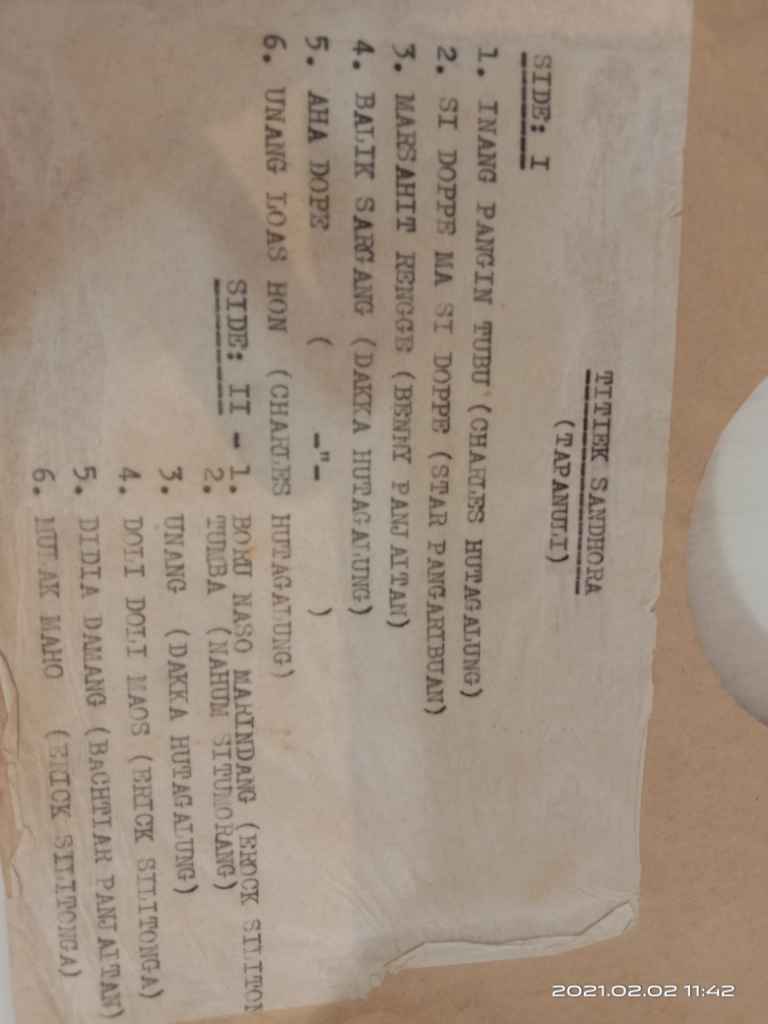 TITIEK SANDHORA
(TAPANULI)
SIDE: I
1. INANG PANGIN TUBU (CHARLES HUTAGALUNG)
2. SI DOPPE MA SI DOPPE (STAR PANGARIBUAN)
3. MARSAHIT RENGGE (BENNY PANJAITAN)
4. BALIK SARGANG (DAKKA HUTAGALUNG)
5. AHA DOPE ( -"- )
6. UNANG LOAS HON (CHARLES HUTAGALUNG)
SIDE: II - 1. BORU NASO MARINDANG (EROCK SILITON
2. TUMBA (NAHUM SITUMORANG)
3. UNANG (DAKKA HUTAGALUNG)
4. DOLI DOLI NAOS (ERICK SILITONGA)
5. DIDIA DAMANG (BACHTIAR PANJAITAN)
6. MULAK MAHO (ERICK SILITONGA)
2021.02.02 11:42